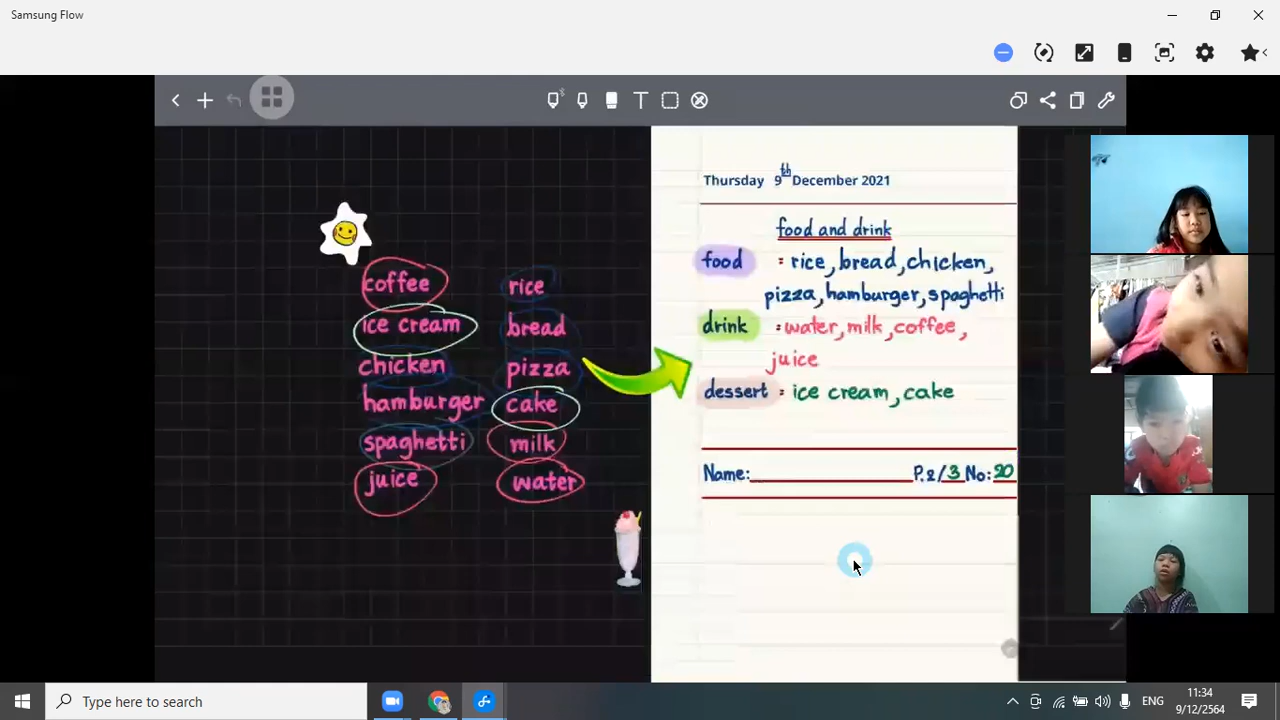 Samsung Flow
coffee
ice cream
chicken
hamburger
spaghetti
juice
rice
bread
pizza
cake
milk
water
Thursday 9th December 2021
food and drink
food : rice, bread, chicken,
pizza, hamburger, spaghetti
drink : water, milk, coffee,
juice
dessert : ice cream, cake
Name:____________ P.2/3 No: 20
Type here to search
ENG
11:34
9/12/2564